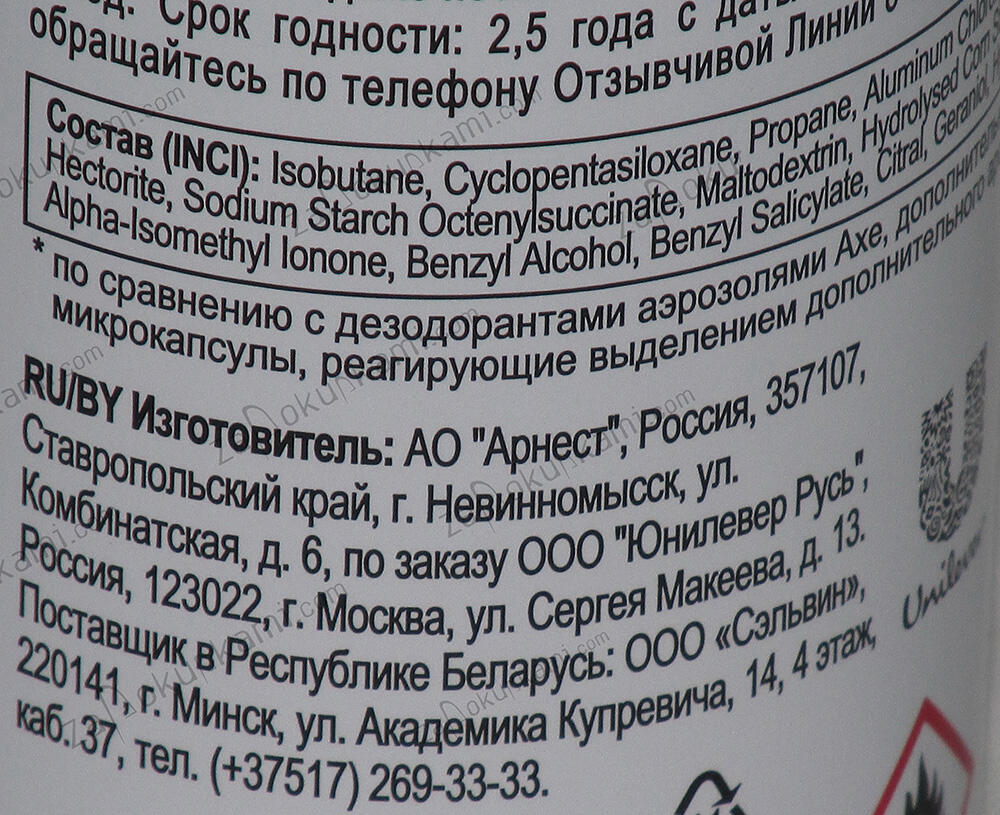 Срок годности: 2,5 года с даты
обращайтесь по телефону Отзывчивой Линии
Состав (INCI): Isobutane, Cyclopentasiloxane, Propane, Aluminum
Hectorite, Sodium Starch Octenylsuccinate, Maltodextrin, Hydrolysed Corn
Alpha-Isomethyl Ionone, Benzyl Alcohol, Benzyl Salicylate, Citral, Geraniol,
* по сравнению с дезодорантами аэрозолями Axe,
микрокапсулы, реагирующие выделением дополнительного
RU/BY Изготовитель: АО "Арнест", Россия, 357107,
Ставропольский край, г. Невинномысск, ул.
Комбинатская, д. 6, по заказу ООО "Юнилевер Русь",
Россия, 123022, г. Москва, ул. Сергея Макеева, д. 13.
Поставщик в Республике Беларусь: ООО «Сэльвин»,
220141, г. Минск, ул. Академика Купревича, 14, 4 этаж,
каб. 37, тел. (+37517) 269-33-33.